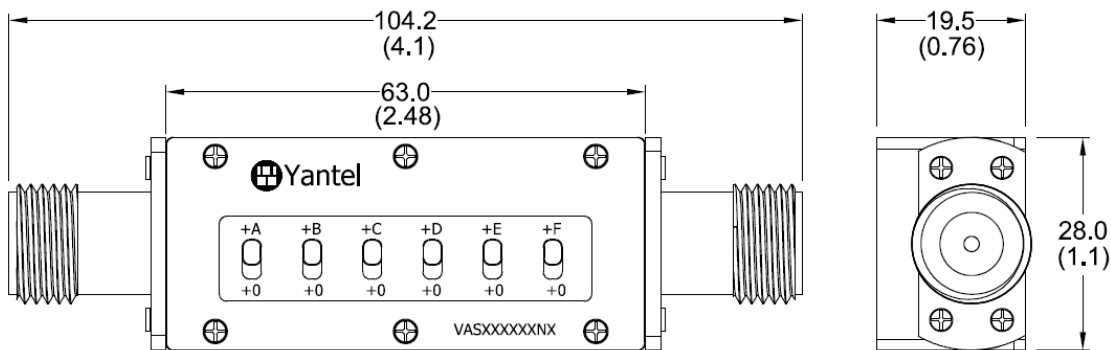 104.2
(4.1)
19.5
(0.76)
63.0
(2.48)
Yantel
+A +B +C +D +E +F
+0 +0 +0 +0 +0 +0
28.0
(1.1)
VASXXXXXXNX